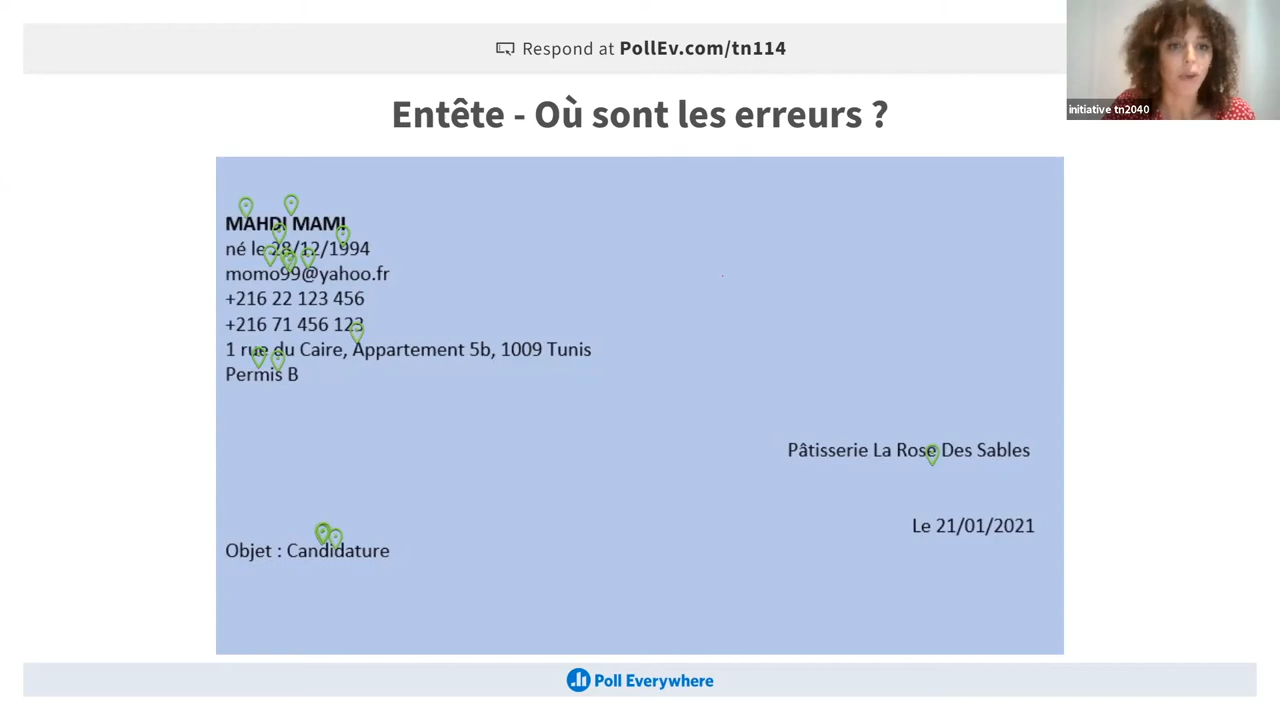 Respond at PollEv.com/tn114
initiative tn2040
Entête - Où sont les erreurs ?
MAHDI MAMI
né le 28/12/1994
momo99@yahoo.fr
+216 22 123 456
+216 71 456 123
1 rue du Caire, Appartement 5b, 1009 Tunis
Permis B
Pâtisserie La Rose Des Sables
Le 21/01/2021
Objet : Candidature
Poll Everywhere